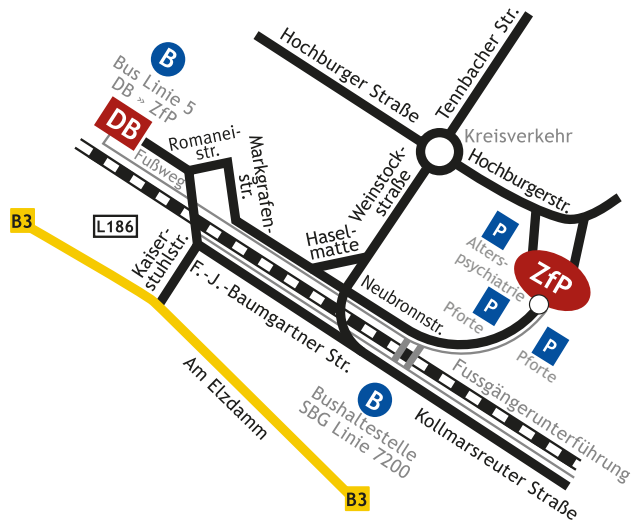 Tennbacher Str.
Hochburger Straße
B
Bus Linie 5
DB » ZfP
DB
Romanei-
str.
Markgrafen-
str.
Fußweg
Kreisverkehr
Hochburgerstr.
Weinstock-
straße
Hasel-
matte
B3
L186
Kaiser-
stuhlstr.
P
Alters-
psychiatrie
ZfP
P
Pforte
P
Pforte
Neubronnstr.
F.-J.-Baumgartner Str.
Am Elzdamm
B
Bushaltestelle
SBG Linie 7200
Fussgängerunterführung
Kollmarsreuter Straße
B3